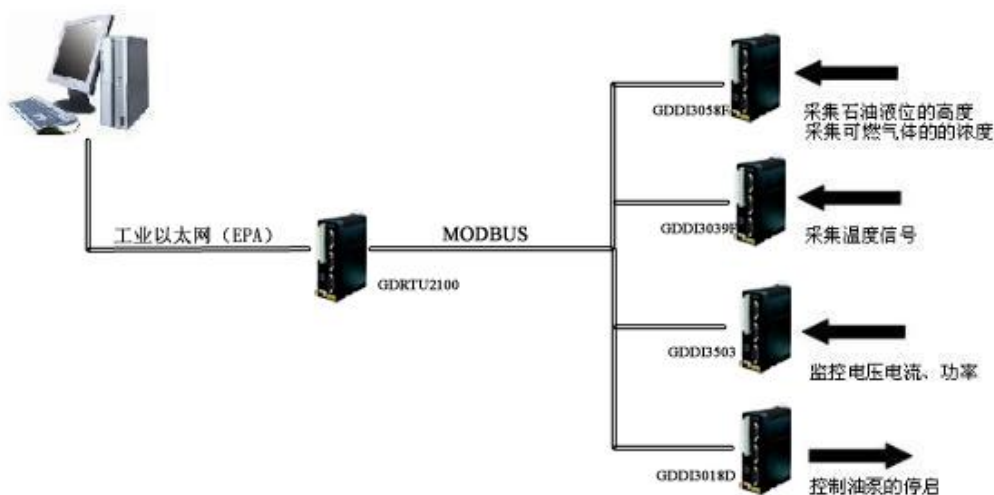 GDDI3058F
采集石油液位的高度
采集可燃气体的的浓度
GDDI3039F
采集温度信号
工业以太网（EPA）
MODBUS
GDRTU2100
GDDI3503
监控电压电流、功率
GDDI3018D
控制油泵的停启